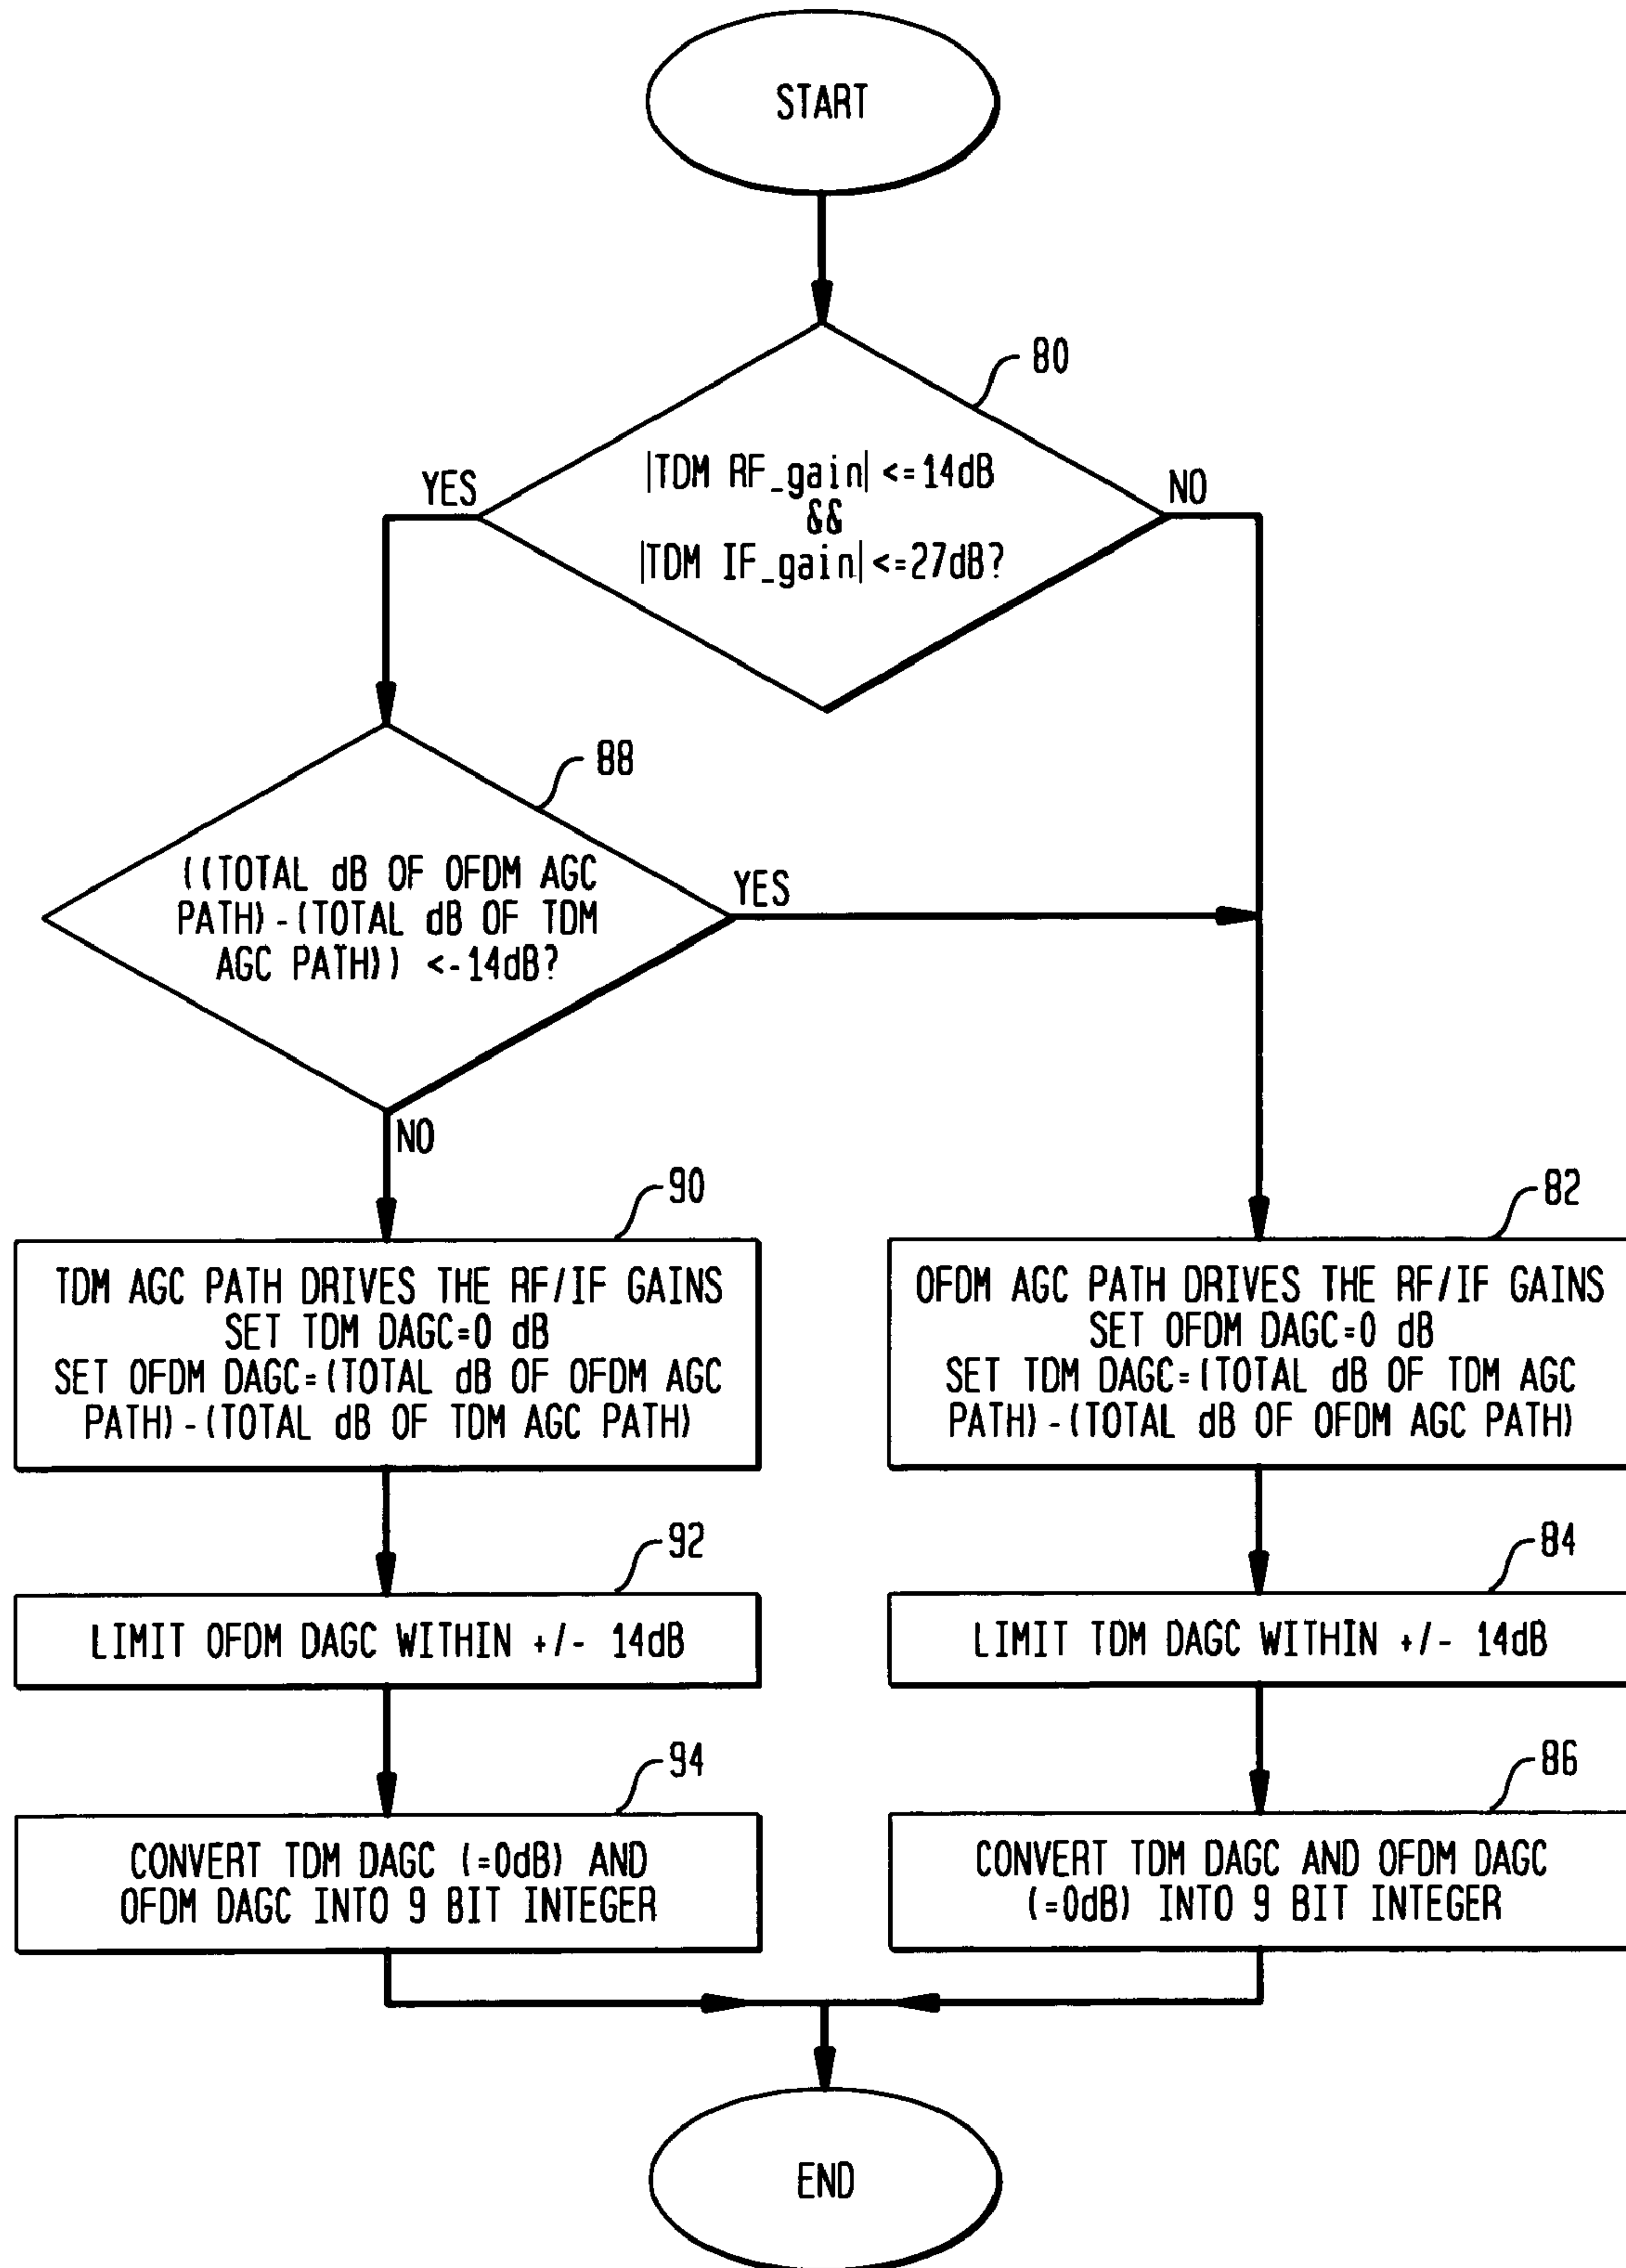 START
80
|TDM RF_gain| <=14dB
&&
|TDM IF_gain| <=27dB?
YES
NO
88
((TOTAL dB OF OFDM AGC
PATH)-(TOTAL dB OF TDM
AGC PATH)) <-14dB?
YES
NO
90
TDM AGC PATH DRIVES THE RF/IF GAINS
SET TDM DAGC=0 dB
SET OFDM DAGC=(TOTAL dB OF OFDM AGC
PATH)-(TOTAL dB OF TDM AGC PATH)
82
OFDM AGC PATH DRIVES THE RF/IF GAINS
SET OFDM DAGC=0 dB
SET TDM DAGC=(TOTAL dB OF TDM AGC
PATH)-(TOTAL dB OF OFDM AGC PATH)
92
LIMIT OFDM DAGC WITHIN +/- 14dB
84
LIMIT TDM DAGC WITHIN +/- 14dB
94
CONVERT TDM DAGC (=0dB) AND
OFDM DAGC INTO 9 BIT INTEGER
86
CONVERT TDM DAGC AND OFDM DAGC
(=0dB) INTO 9 BIT INTEGER
END